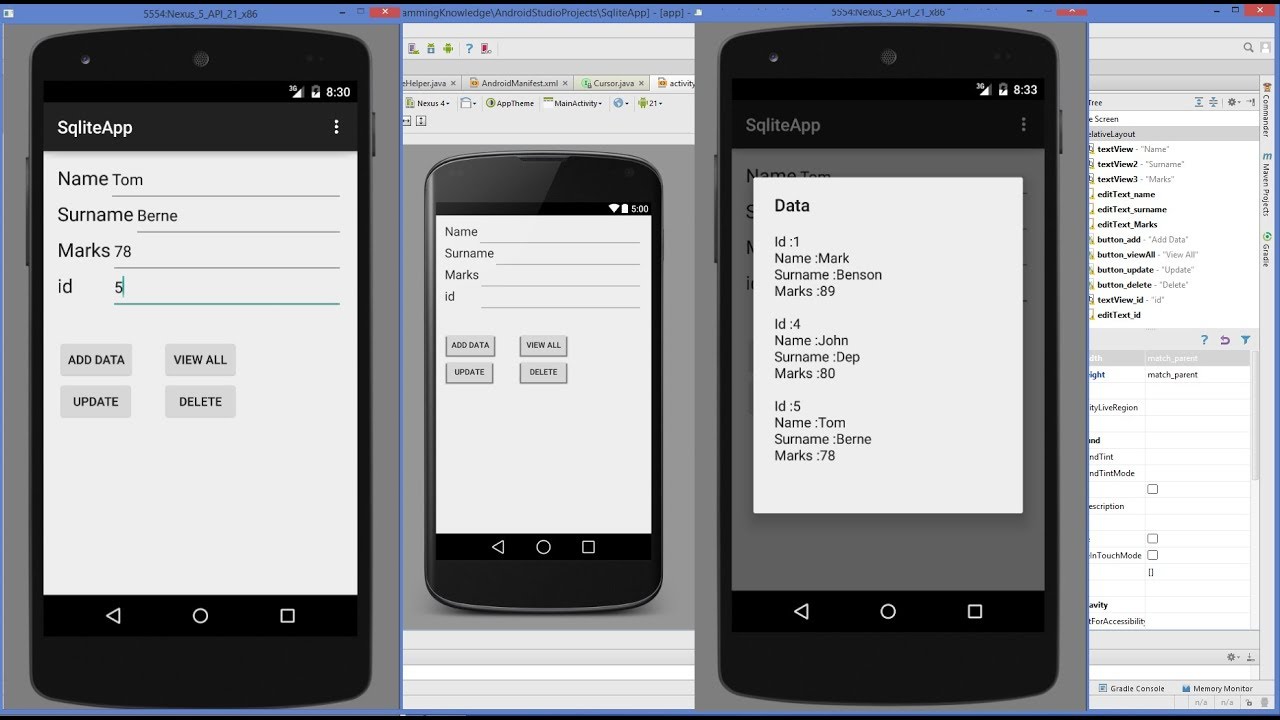 5554:Nexus_5_API_21_x86
8:30
SqliteApp
Name Tom
Surname Berne
Marks 78
id 5
ADD DATA VIEW ALL
UPDATE DELETE
ammingKnowledge\AndroidStudioProjects\SqliteApp] - [app] -
eHelper.java AndroidManifest.xml Cursor.java activity
Nexus 4 AppTheme MainActivity 21
5:00
Name
Surname
Marks
id
ADD DATA VIEW ALL
UPDATE DELETE
5554:Nexus_5_API_21_x86
3G 8:33
SqliteApp
Name Tom
Data
Id :1
Name :Mark
Surname :Benson
Marks :89
Id :4
Name :John
Surname :Dep
Marks :80
Id :5
Name :Tom
Surname :Berne
Marks :78
Tree
e Screen
elativeLayout
textView - "Name"
textView2 - "Surname"
textView3 - "Marks"
editText_name
editText_surname
editText_Marks
button_add - "Add Data"
button_viewAll - "View All"
button_update - "Update"
button_delete - "Delete"
textView_id - "id"
editText_id
width match_parent
eight match_parent
ityLiveRegion
und
ndTint
ndTintMode
escription
eInTouchMode
[]
avity
tForAccessibility
Commander
Maven Projects
Gradle
Gradle Console Memory Monitor
n/a n/a